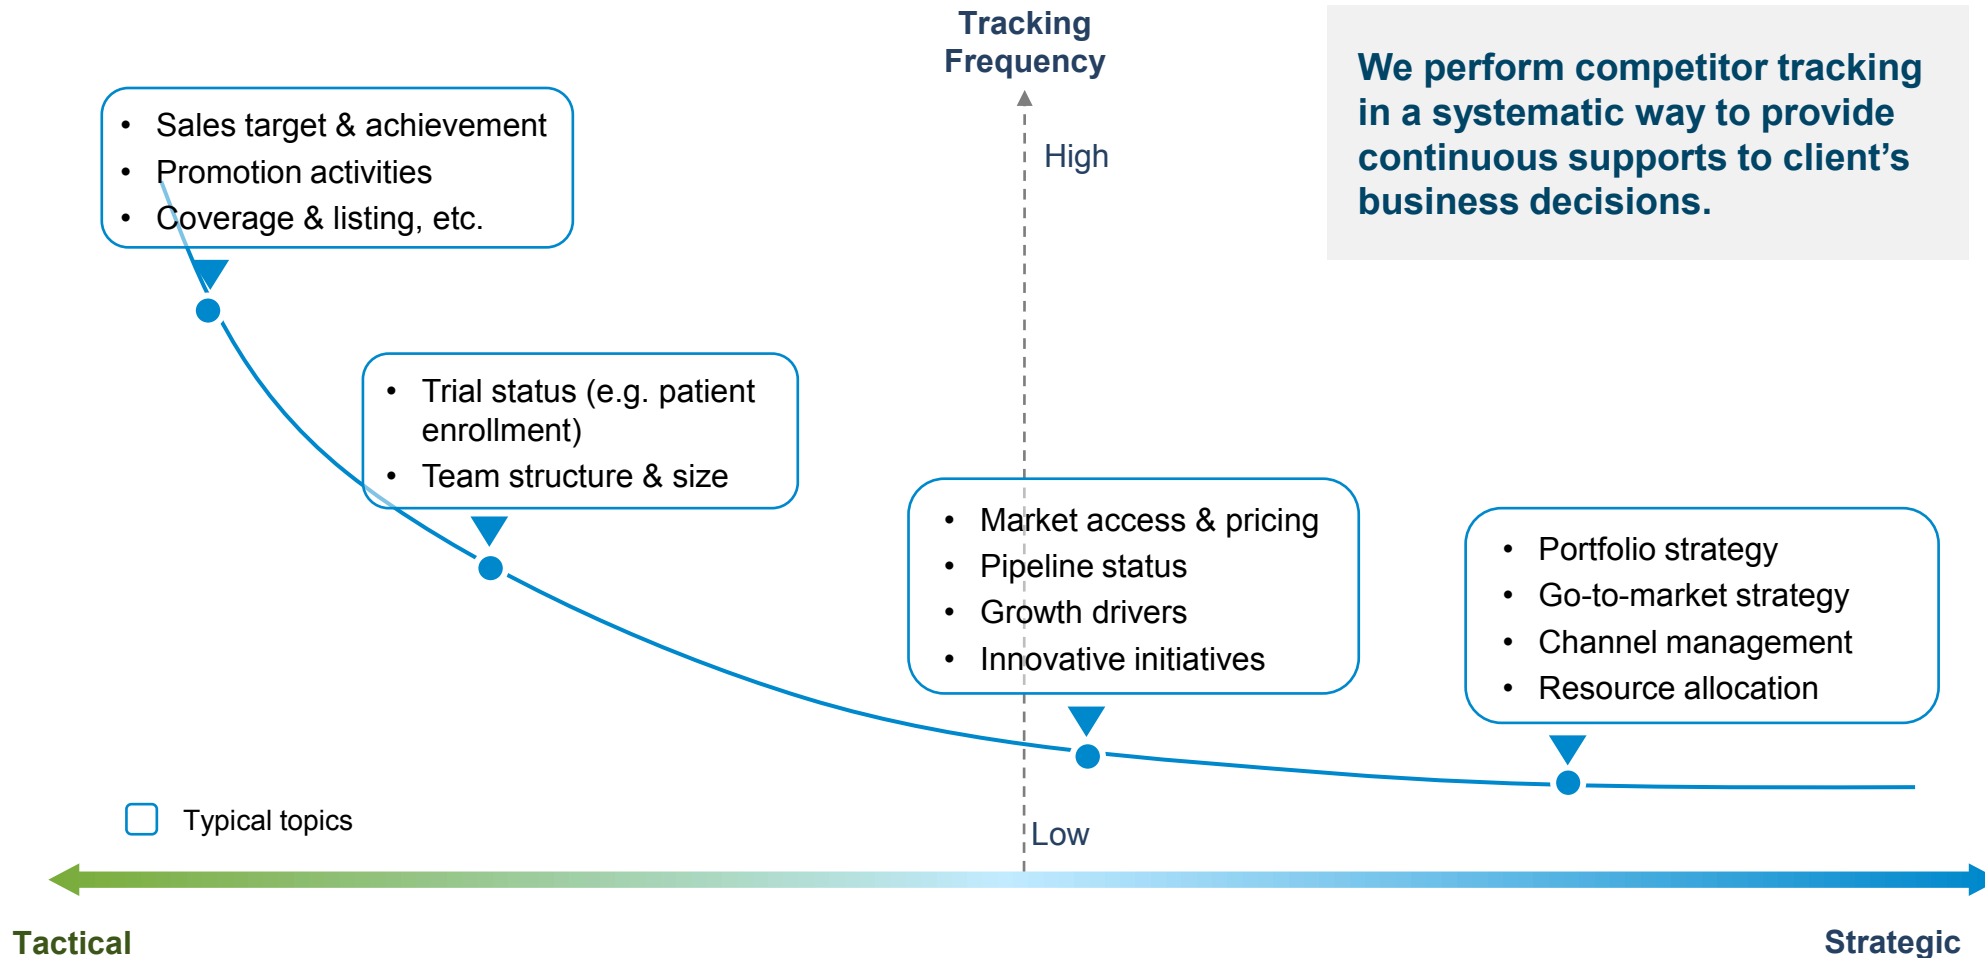 Tracking
Frequency
High
We perform competitor tracking
in a systematic way to provide
continuous supports to client’s
business decisions.
• Sales target & achievement
• Promotion activities
• Coverage & listing, etc.
• Trial status (e.g. patient
enrollment)
• Team structure & size
• Market access & pricing
• Pipeline status
• Growth drivers
• Innovative initiatives
• Portfolio strategy
• Go-to-market strategy
• Channel management
• Resource allocation
Typical topics
Low
Tactical
Strategic